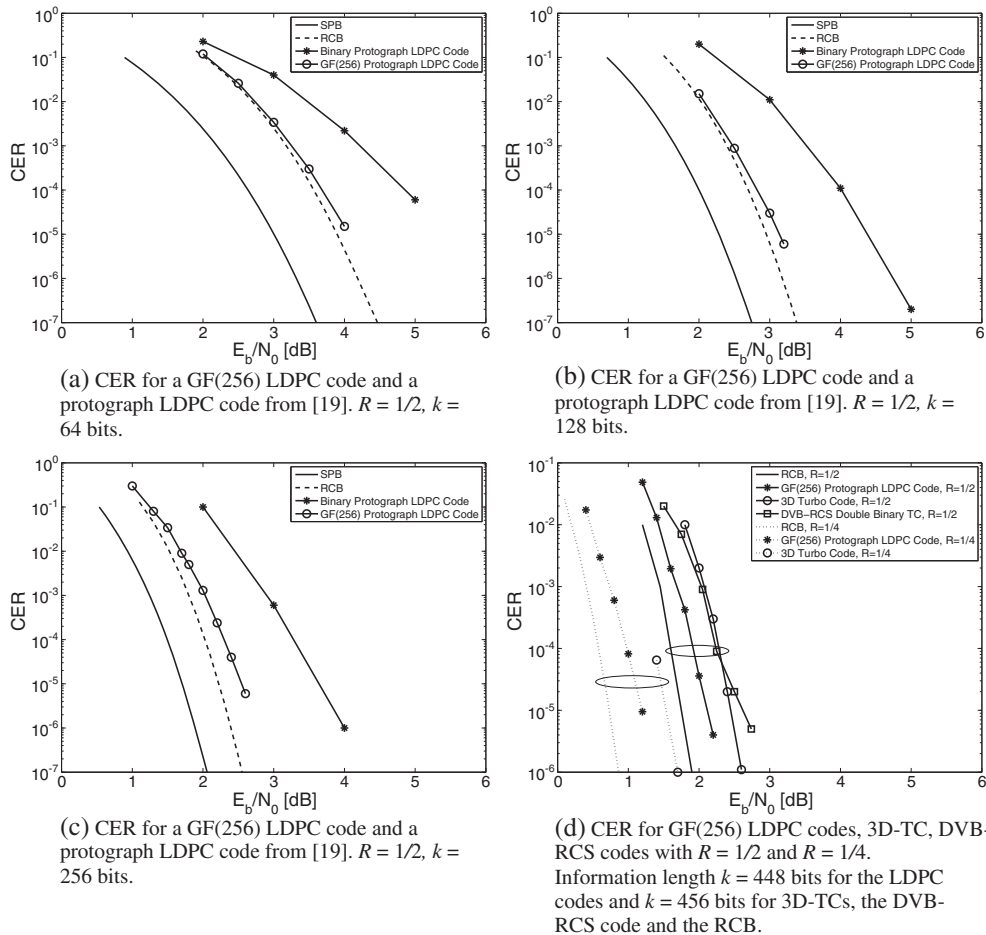 SPB
RCB
Binary Protograph LDPC Code
GF(256) Protograph LDPC Code
10^0
10^-1
10^-2
10^-3
10^-4
10^-5
10^-6
10^-7
CER
0 1 2 3 4 5 6
E_b/N_0 [dB]
(a) CER for a GF(256) LDPC code and a
protograph LDPC code from [19]. R = 1/2, k =
64 bits.
SPB
RCB
Binary Protograph LDPC Code
GF(256) Protograph LDPC Code
10^0
10^-1
10^-2
10^-3
10^-4
10^-5
10^-6
10^-7
CER
0 1 2 3 4 5 6
E_b/N_0 [dB]
(b) CER for a GF(256) LDPC code and a
protograph LDPC code from [19]. R = 1/2, k =
128 bits.
SPB
RCB
Binary Protograph LDPC Code
GF(256) Protograph LDPC Code
10^0
10^-1
10^-2
10^-3
10^-4
10^-5
10^-6
10^-7
CER
0 1 2 3 4 5 6
E_b/N_0 [dB]
(c) CER for a GF(256) LDPC code and a
protograph LDPC code from [19]. R = 1/2, k =
256 bits.
RCB, R=1/2
GF(256) Protograph LDPC Code, R=1/2
3D Turbo Code, R=1/2
DVB-RCS Double Binary TC, R=1/2
RCB, R=1/4
GF(256) Protograph LDPC Code, R=1/4
3D Turbo Code, R=1/4
10^-1
10^-2
10^-3
10^-4
10^-5
10^-6
CER
0 1 2 3 4 5 6
E_b/N_0 [dB]
(d) CER for GF(256) LDPC codes, 3D-TC, DVB-
RCS codes with R = 1/2 and R = 1/4.
Information length k = 448 bits for the LDPC
codes and k = 456 bits for 3D-TCs, the DVB-
RCS code and the RCB.